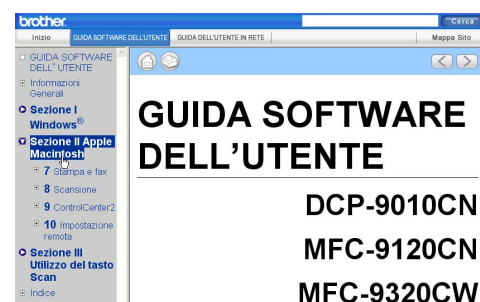 brother.
Cerca
Inizio
GUIDA SOFTWARE DELL'UTENTE
GUIDA DELL'UTENTE IN RETE
Mappa Sito
GUIDA SOFTWARE
DELL' UTENTE
Informazioni
Generali
Sezione I
Windows®
Sezione II Apple
Macintosh
7 Stampa e fax
8 Scansione
9 ControlCenter2
10 Impostazione
remota
Sezione III
Utilizzo del tasto
Scan
Indice
GUIDA SOFTWARE
DELL'UTENTE
DCP-9010CN
MFC-9120CN
MFC-9320CW